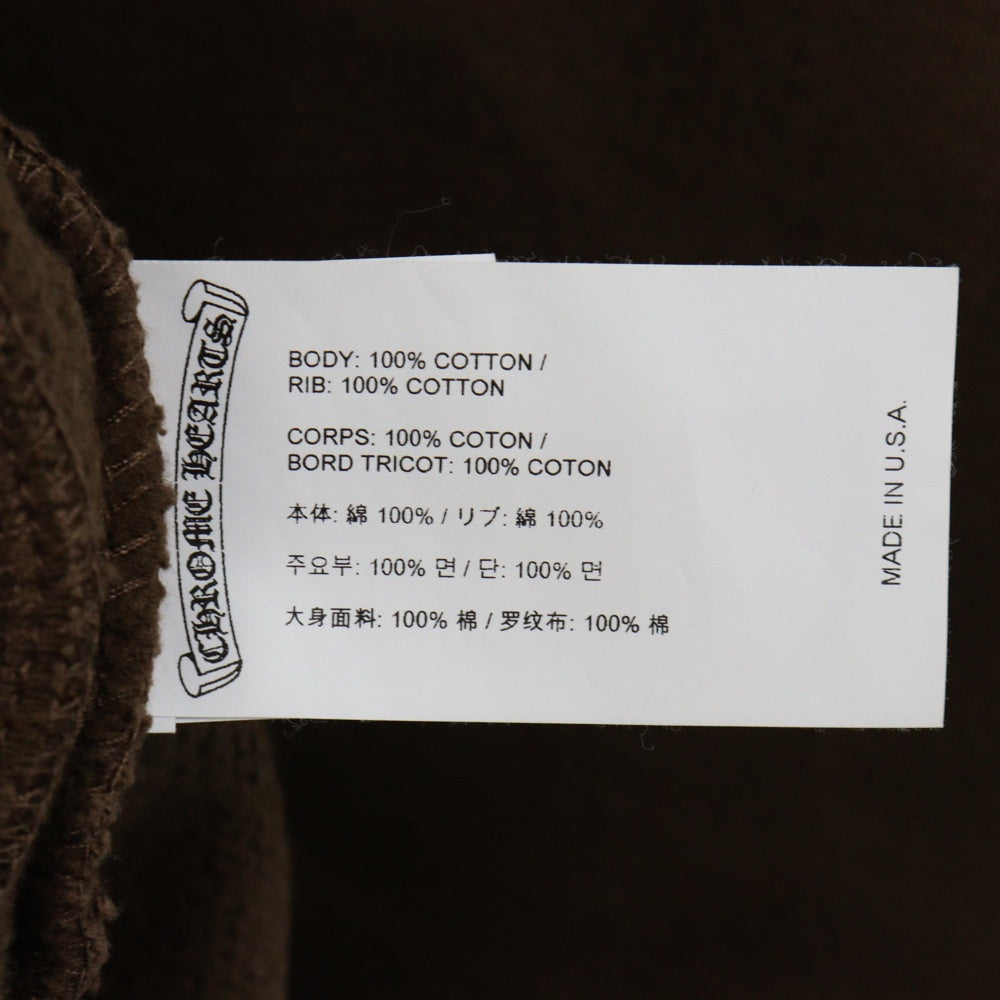 CHROME HEARTS
BODY: 100% COTTON /
RIB: 100% COTTON
CORPS: 100% COTON /
BORD TRICOT: 100% COTON
本体: 綿 100% / リブ: 綿 100%
주요부: 100% 면 / 단: 100% 면
大身面料: 100% 棉 / 罗纹布: 100% 棉
MADE IN U.S.A.